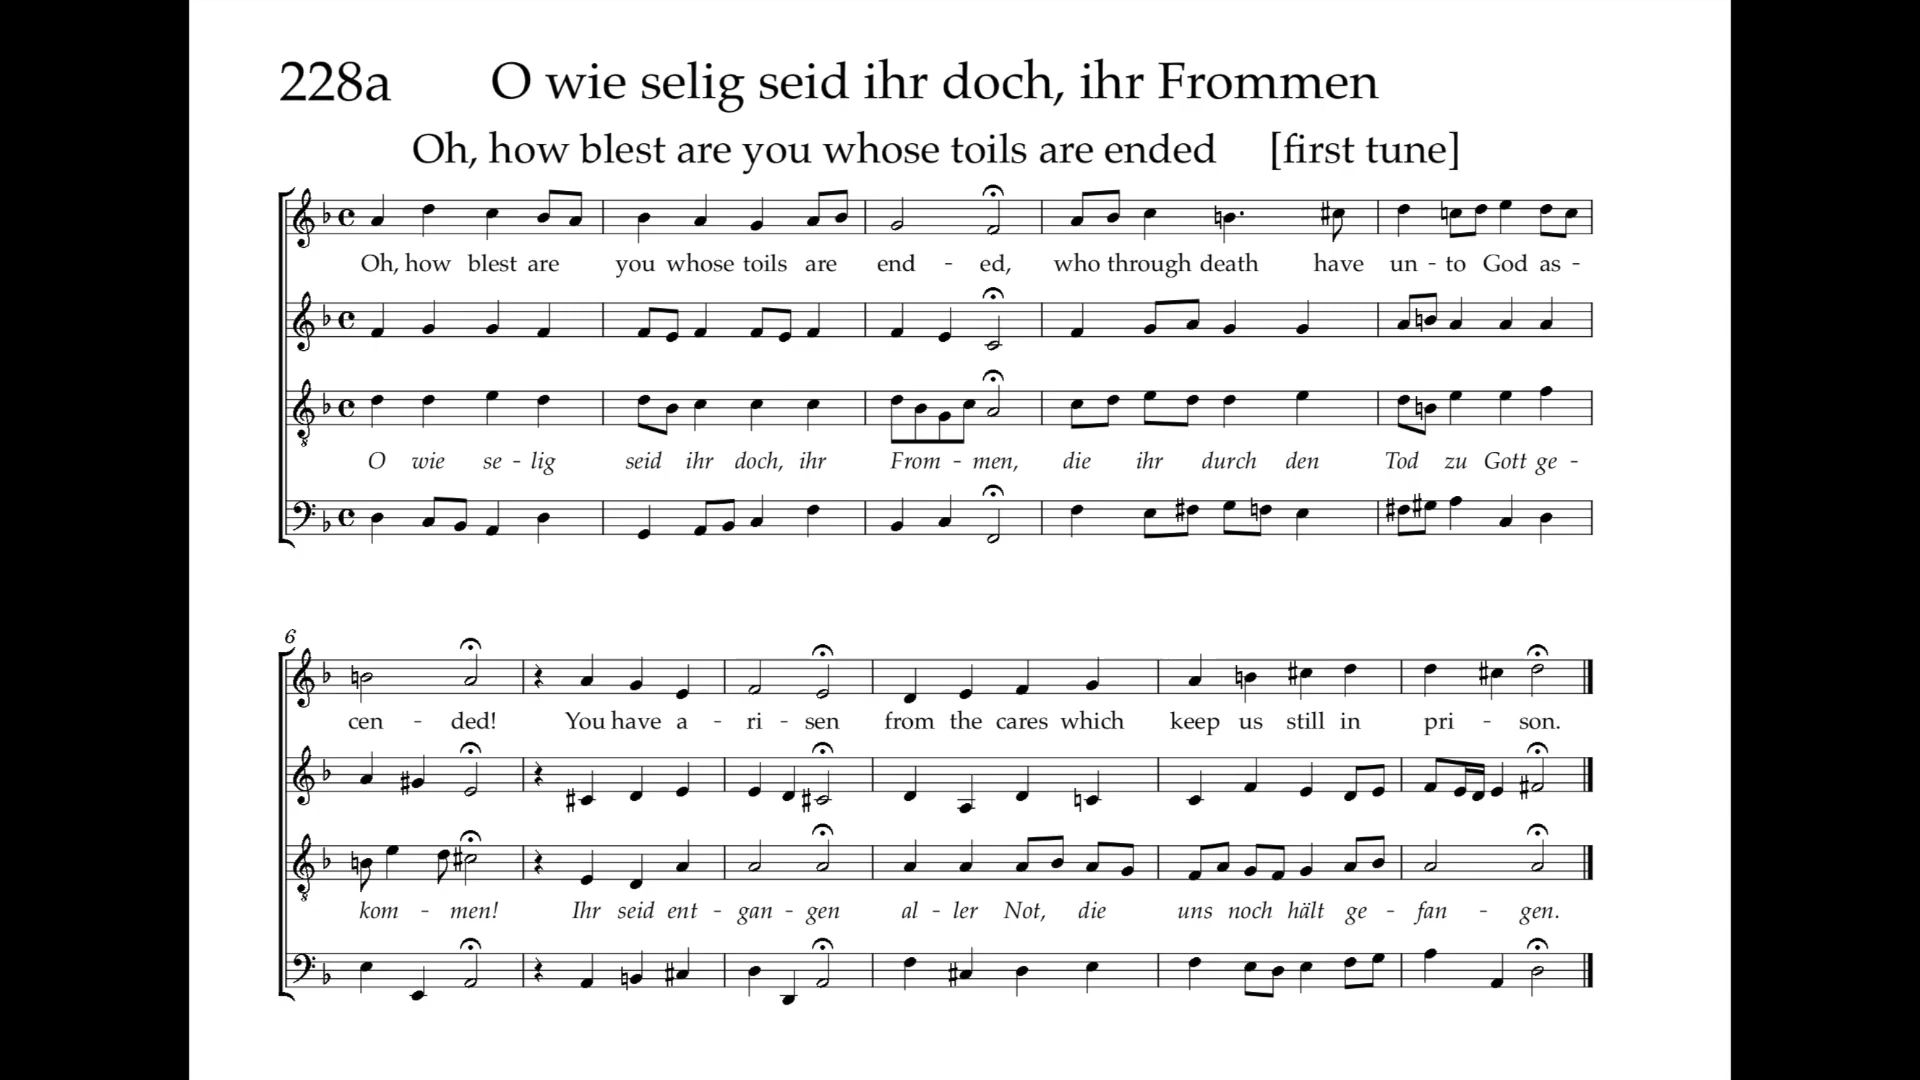 228a O wie selig seid ihr doch, ihr Frommen
Oh, how blest are you whose toils are ended [first tune]
Oh, how blest are you whose toils are end - ed, who through death have un - to God as -
O wie se - lig seid ihr doch, ihr From - men, die ihr durch den Tod zu Gott ge -
6
cen - ded! You have a - ri - sen from the cares which keep us still in pri - son.
kom - men! Ihr seid ent - gan - gen al - ler Not, die uns noch hält ge - fan - gen.